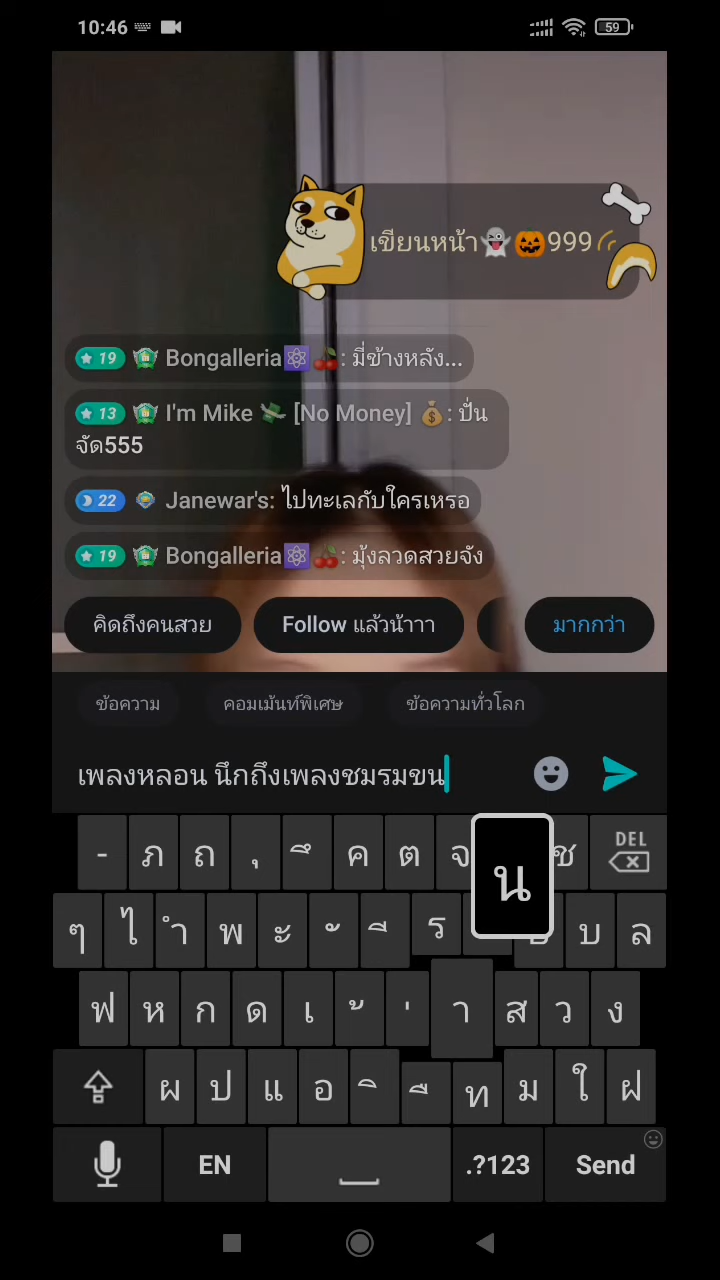 10:46
59
เขียนหน้า👻🎃999
19 Bongalleria⚛🍒: มี่ข้างหลัง...
13 I'm Mike 💸 [No Money] 💰: ปั่น
จัด555
22 Janewar's: ไปทะเลกับใครเหรอ
19 Bongalleria⚛🍒: มุ้งลวดสวยจัง
คิดถึงคนสวย Follow แล้วน้าาา มากกว่า
ข้อความ คอมเม้นท์พิเศษ ข้อความทั่วโลก
เพลงหลอน นึกถึงเพลงชมรมขน
- ภ ถ ุ ึ ค ต จ น ช DEL
ๆ ไ ำ พ ะ ั ี ร บ ล
ฟ ห ก ด เ ้ ่ า ส ว ง
ผ ป แ อ ิ ื ท ม ใ ฝ
EN .?123 Send